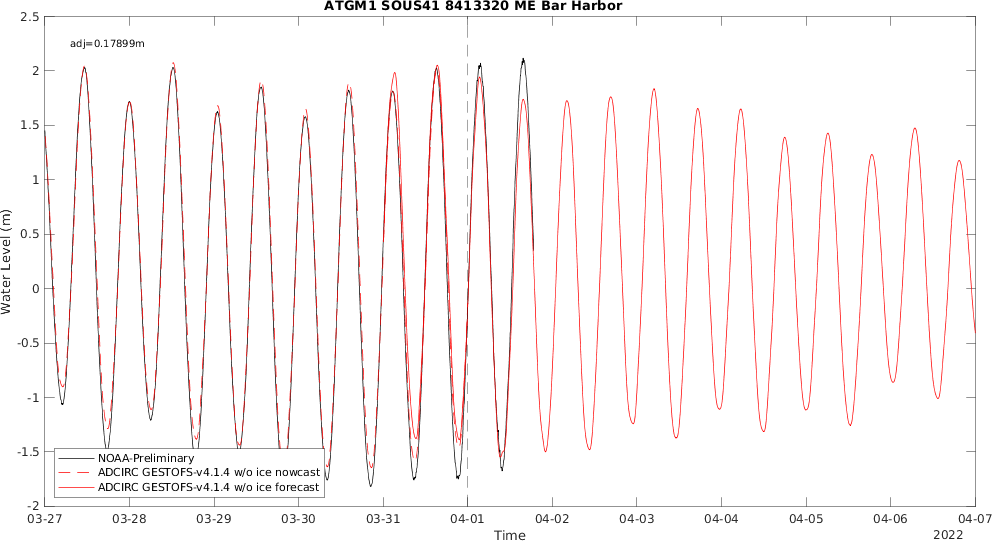 ATGM1 SOUS41 8413320 ME Bar Harbor
adj=0.17899m
2.5
2
1.5
1
0.5
0
-0.5
-1
-1.5
-2
Water Level (m)
NOAA-Preliminary
ADCIRC GESTOFS-v4.1.4 w/o ice nowcast
ADCIRC GESTOFS-v4.1.4 w/o ice forecast
03-27 03-28 03-29 03-30 03-31 04-01 04-02 04-03 04-04 04-05 04-06 04-07
Time
2022